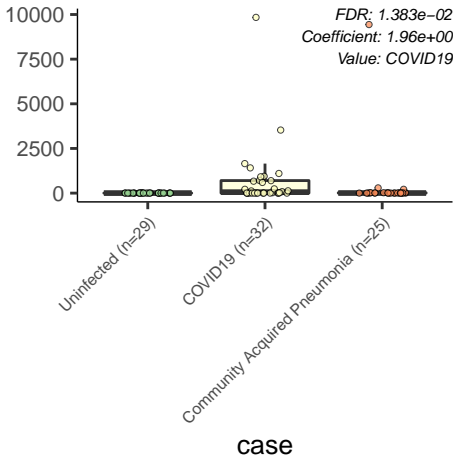 10000
7500
5000
2500
0
FDR: 1.383e−02
Coefficient: 1.96e+00
Value: COVID19
Uninfected (n=29)
COVID19 (n=32)
Community Acquired Pneumonia (n=25)
case